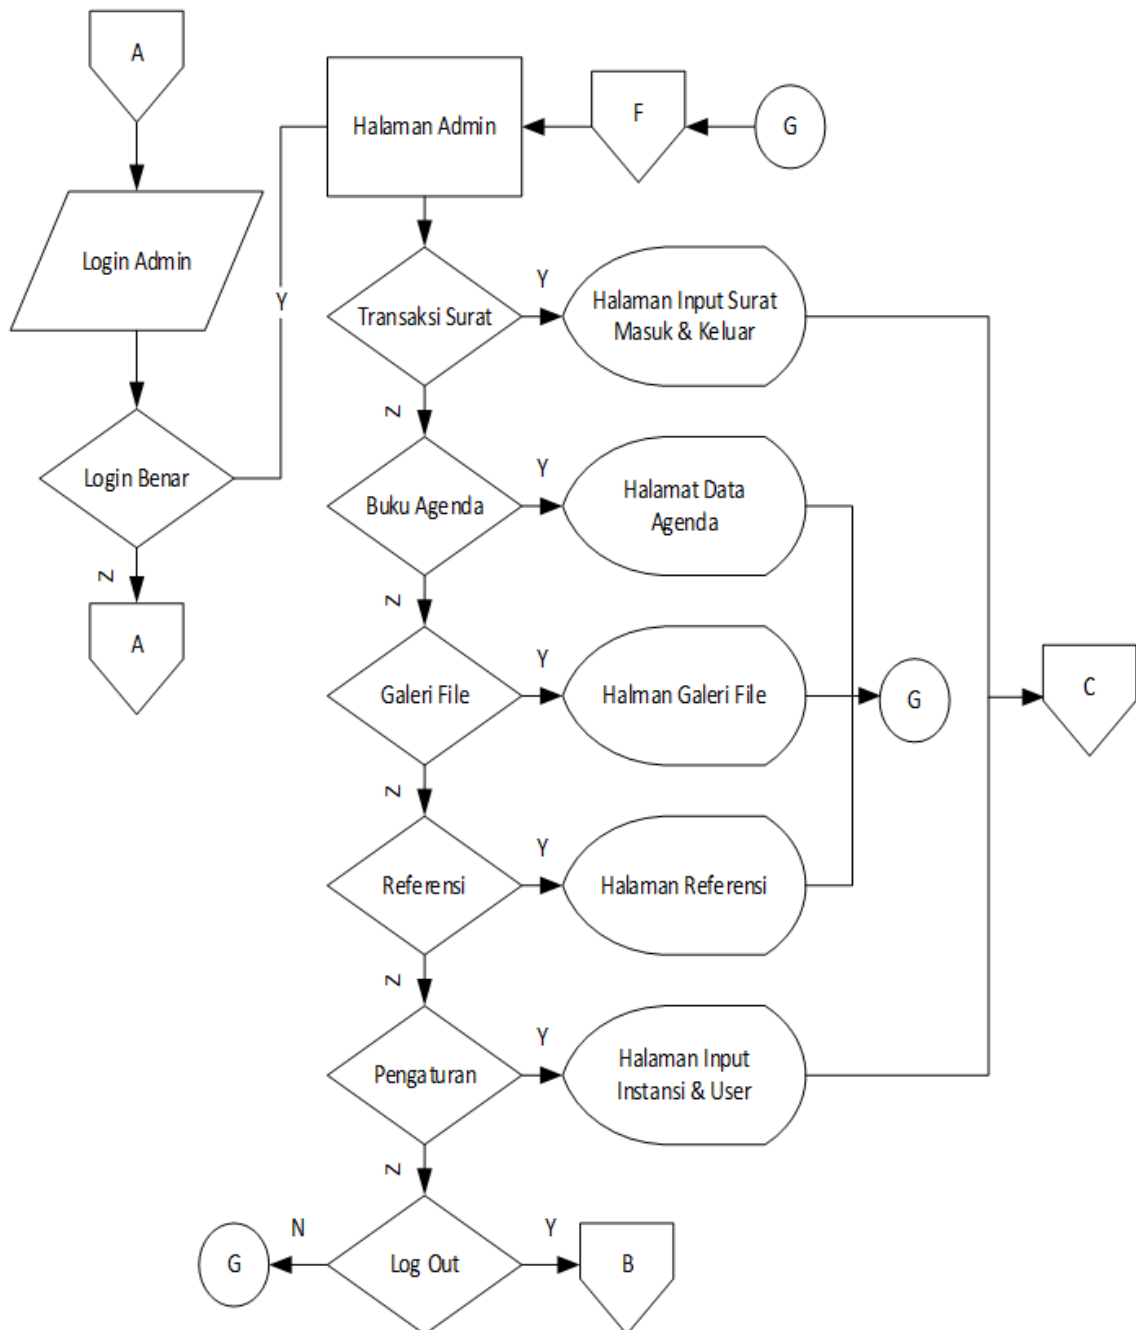 A
Halaman Admin
F
G
Login Admin
Y
Transaksi Surat
Y
Halaman Input Surat
Masuk & Keluar
N
Login Benar
Buku Agenda
Y
Halamat Data
Agenda
N
A
N
Galeri File
Y
Halman Galeri File
G
C
N
Referensi
Y
Halaman Referensi
N
Pengaturan
Y
Halaman Input
Instansi & User
N
G
N
Log Out
Y
B